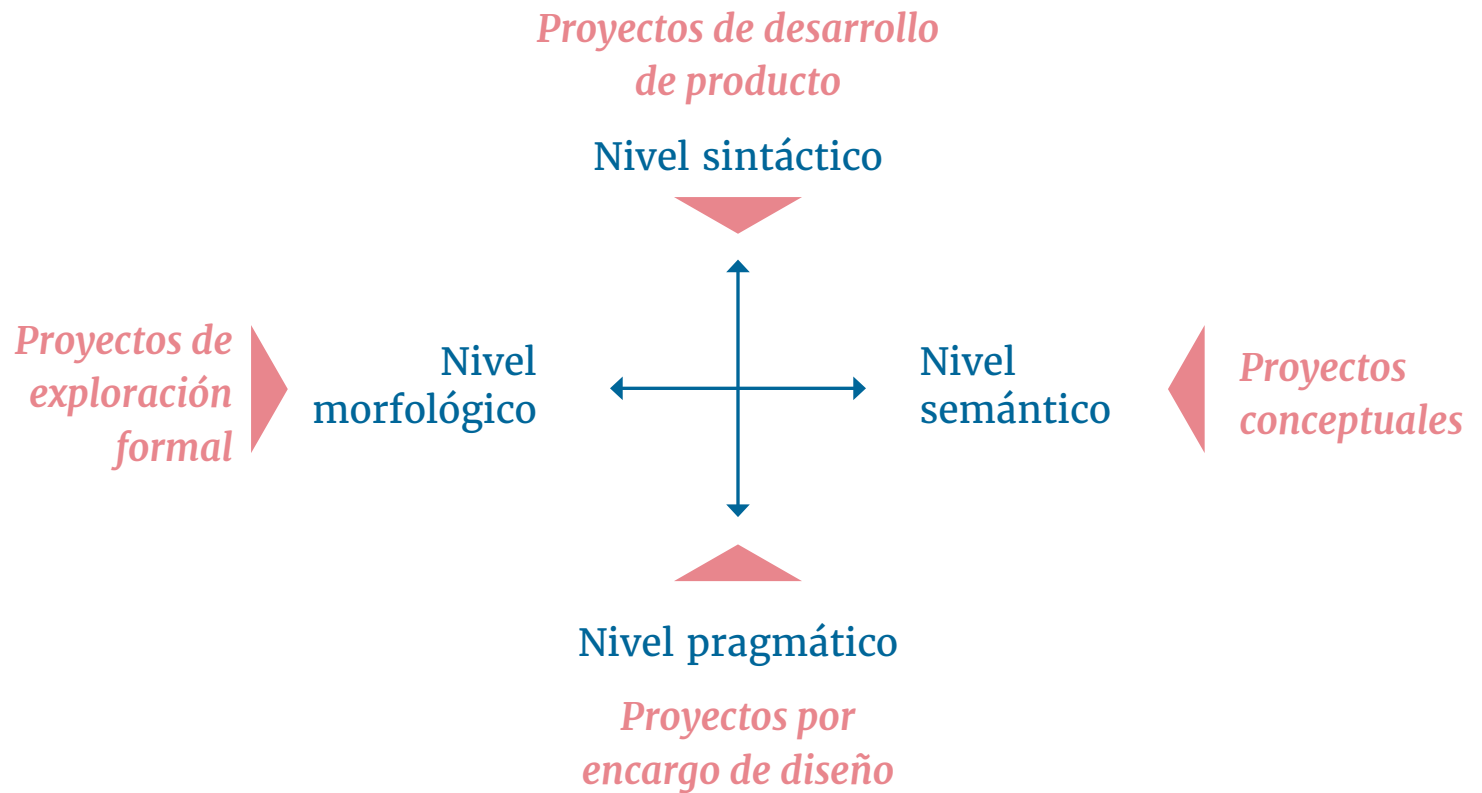 Proyectos de desarrollo
de producto
Nivel sintáctico
Proyectos de
exploración
formal
Nivel
morfológico
Nivel
semántico
Proyectos
conceptuales
Nivel pragmático
Proyectos por
encargo de diseño